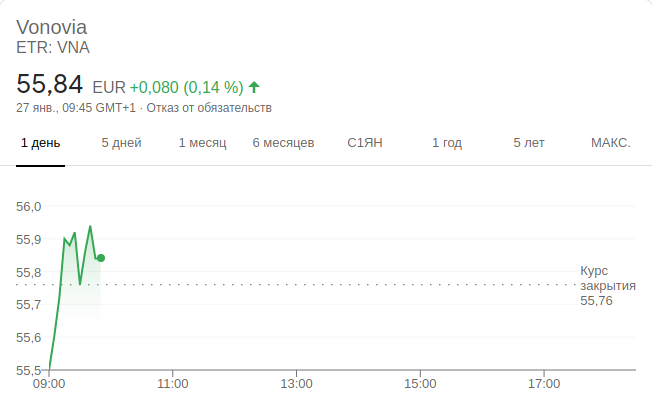 Vonovia
ETR: VNA
55,84 EUR +0,080 (0,14 %)
27 янв., 09:45 GMT+1 · Отказ от обязательств
1 день 5 дней 1 месяц 6 месяцев С1ЯН 1 год 5 лет МАКС.
56,0
55,9
55,8
55,7
55,6
55,5
Курс
закрытия
55,76
09:00 11:00 13:00 15:00 17:00